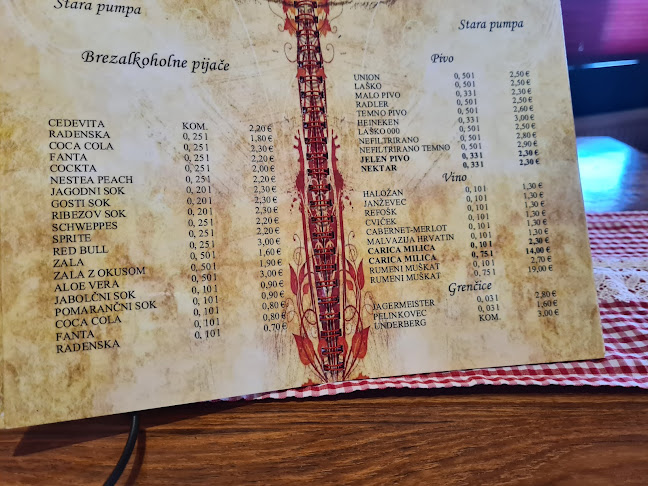 Stara pumpa
Brezalkoholne pijače
CEDEVITA KOM. 2,20 €
RADENSKA 0, 25 l 1,80 €
COCA COLA 0, 25 l 2,30 €
FANTA 0, 25 l 2,20 €
COCKTA 0, 25 l 2,00 €
NESTEA PEACH 0, 25 l 2,20 €
JAGODNI SOK 0, 20 l 2,30 €
GOSTI SOK 0, 20 l 2,30 €
RIBEZOV SOK 0, 20 l 2,30 €
SCHWEPPES 0, 25 l 2,20 €
SPRITE 0, 25 l 2,20 €
RED BULL 0, 25 l 3,00 €
ZALA 0, 50 l 1,60 €
ZALA Z OKUSOM 0, 50 l 1,90 €
ALOE VERA 0, 50 l 3,00 €
JABOLČNI SOK 0, 10 l 0,90 €
POMARANČNI SOK 0, 10 l 0,90 €
COCA COLA 0, 10 l 0,80 €
FANTA 0, 10 l 0,80 €
RADENSKA 0, 10 l 0,70 €
Stara pumpa
Pivo
UNION 0, 50 l 2,50 €
LAŠKO 0, 50 l 2,50 €
MALO PIVO 0, 33 l 2,30 €
RADLER 0, 50 l 2,50 €
TEMNO PIVO 0, 50 l 2,60 €
HEINEKEN 0, 33 l 3,00 €
LAŠKO 000 0, 50 l 2,50 €
NEFILTRIRANO 0, 50 l 2,80 €
NEFILTRIRANO TEMNO 0, 50 l 2,90 €
JELEN PIVO 0, 33 l 2,30 €
NEKTAR 0, 33 l 2,30 €
Vino
HALOŽAN 0, 10 l 1,30 €
JANŽEVEC 0, 10 l 1,30 €
REFOŠK 0, 10 l 1,30 €
CVIČEK 0, 10 l 1,30 €
CABERNET-MERLOT 0, 10 l 1,30 €
MALVAZIJA HRVATIN 0, 10 l 1,30 €
CARICA MILICA 0, 10 l 2,30 €
CARICA MILICA 0, 75 l 14,00 €
RUMENI MUŠKAT 0, 10 l 2,70 €
RUMENI MUŠKAT 0, 75 l 19,00 €
Grenčice
JAGERMEISTER 0, 03 l 2,80 €
PELINKOVEC 0, 03 l 1,60 €
UNDERBERG KOM. 3,00 €